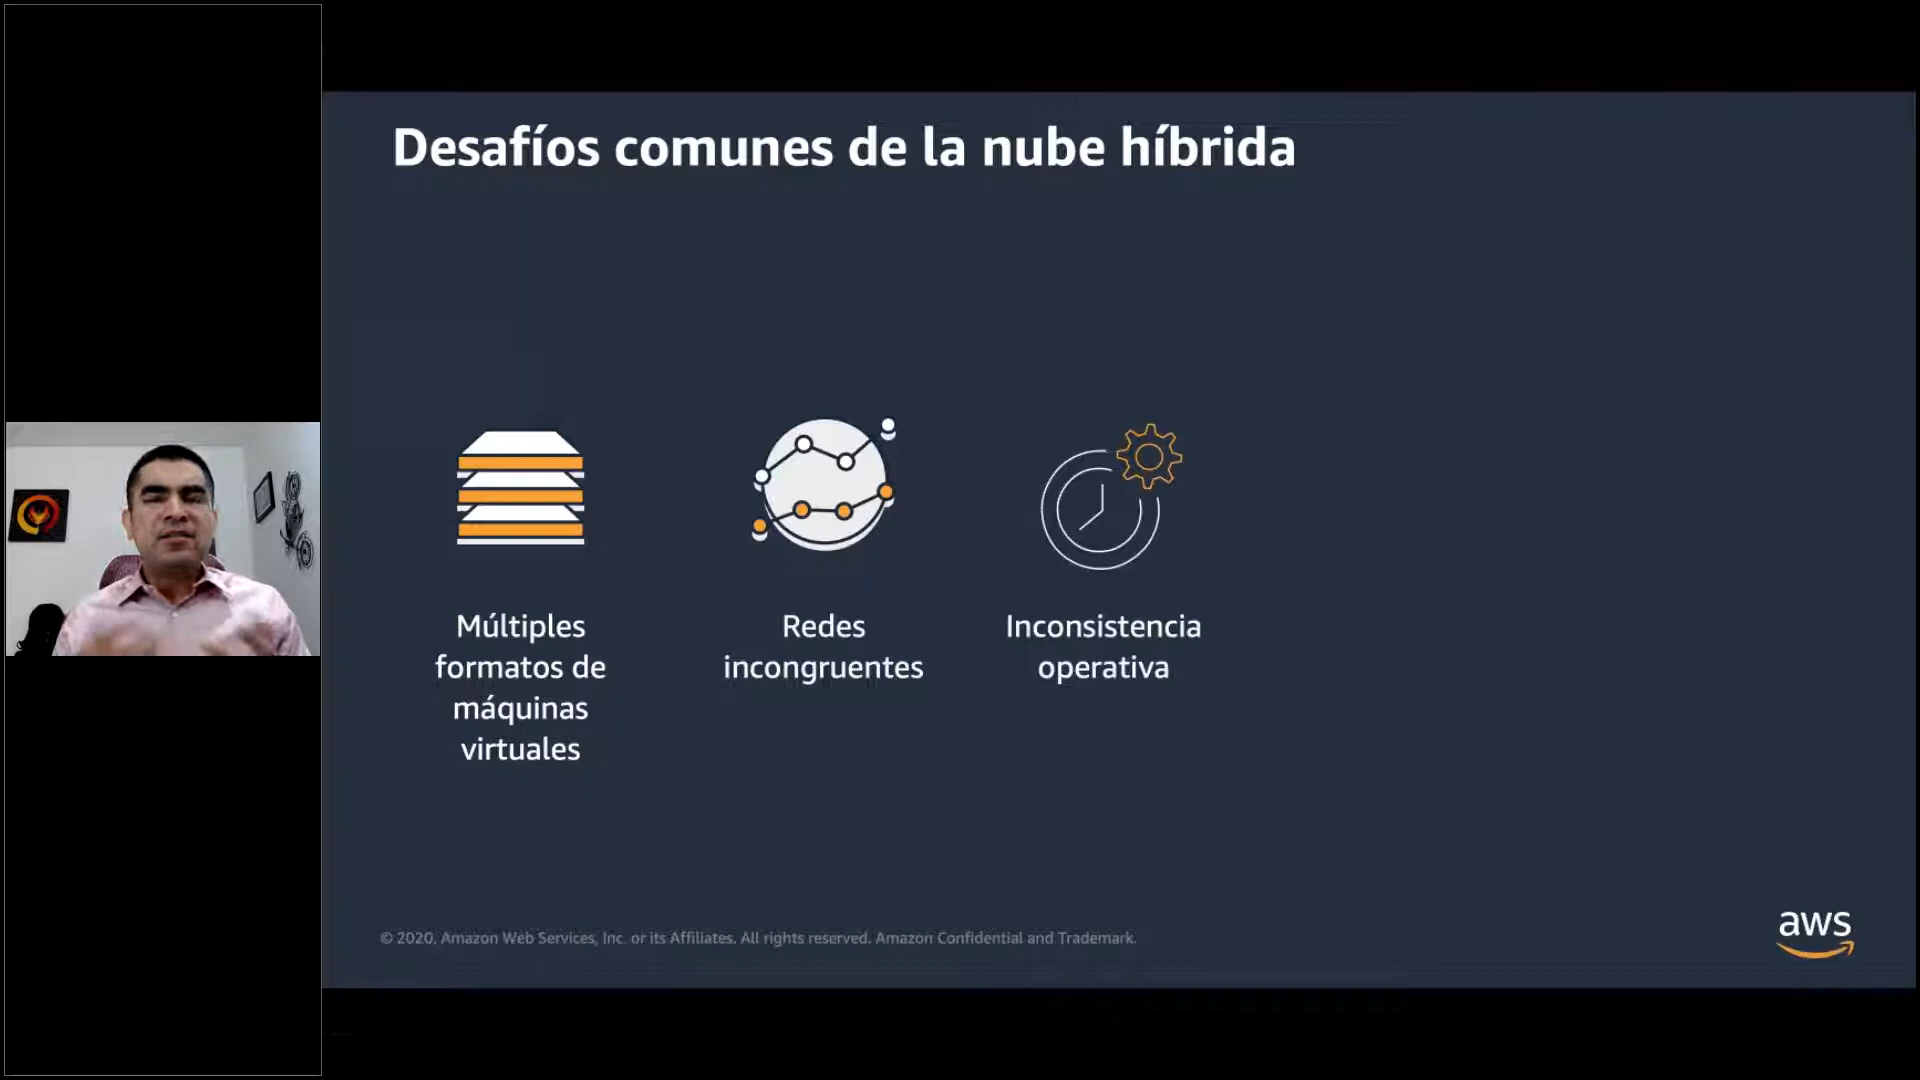 Desafíos comunes de la nube híbrida
Múltiples
formatos de
máquinas
virtuales
Redes
incongruentes
Inconsistencia
operativa
© 2020, Amazon Web Services, Inc. or its Affiliates. All rights reserved. Amazon Confidential and Trademark.
aws